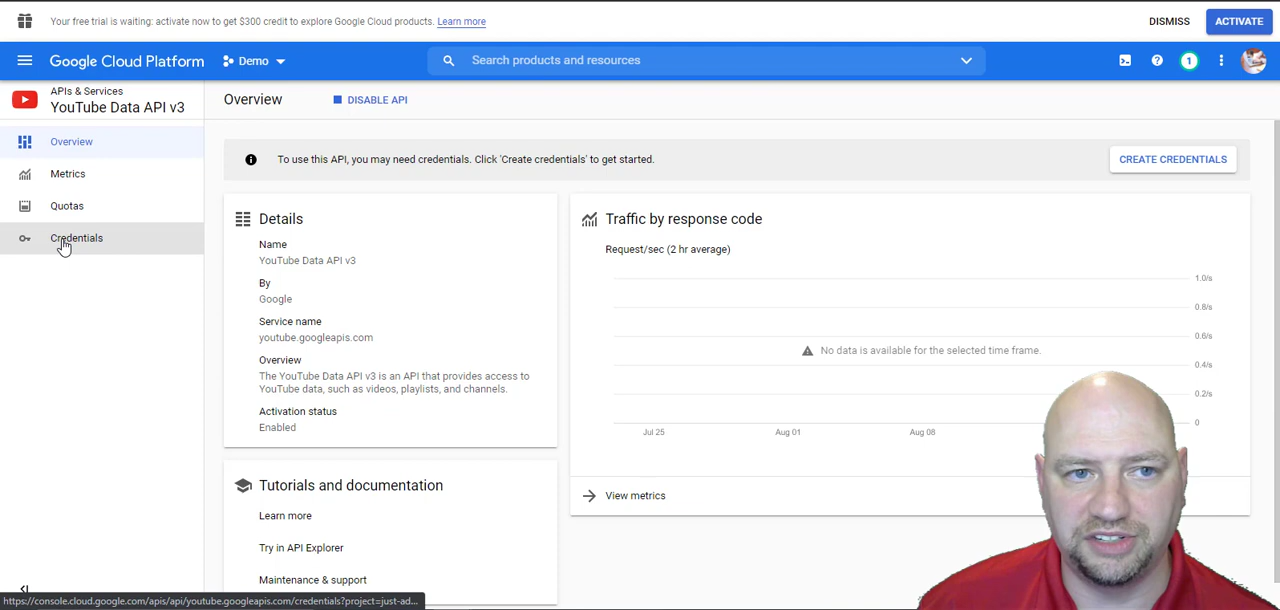 Your free trial is waiting: activate now to get $300 credit to explore Google Cloud products. Learn more
DISMISS
ACTIVATE
Google Cloud Platform
Demo
Search products and resources
1
APIs & Services
YouTube Data API v3
Overview
Metrics
Quotas
Credentials
Overview
DISABLE API
To use this API, you may need credentials. Click 'Create credentials' to get started.
CREATE CREDENTIALS
Details
Name
YouTube Data API v3
By
Google
Service name
youtube.googleapis.com
Overview
The YouTube Data API v3 is an API that provides access to
YouTube data, such as videos, playlists, and channels.
Activation status
Enabled
Tutorials and documentation
Learn more
Try in API Explorer
Maintenance & support
Traffic by response code
Request/sec (2 hr average)
1.0/s
0.8/s
0.6/s
No data is available for the selected time frame.
0.4/s
0.2/s
0
Jul 25
Aug 01
Aug 08
View metrics
https://console.cloud.google.com/apis/api/youtube.googleapis.com/credentials?project=just-ad...